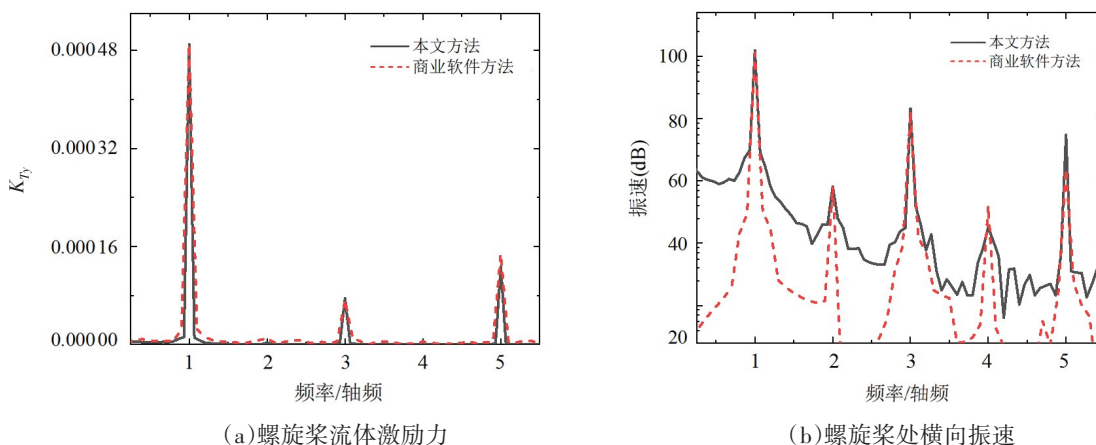 0.00048
0.00032
0.00016
0.00000
K_{Ty}
本文方法
商业软件方法
1 2 3 4 5
频率/轴频
(a)螺旋桨流体激励力
100
80
60
40
20
振速(dB)
本文方法
商业软件方法
1 2 3 4 5
频率/轴频
(b)螺旋桨处横向振速